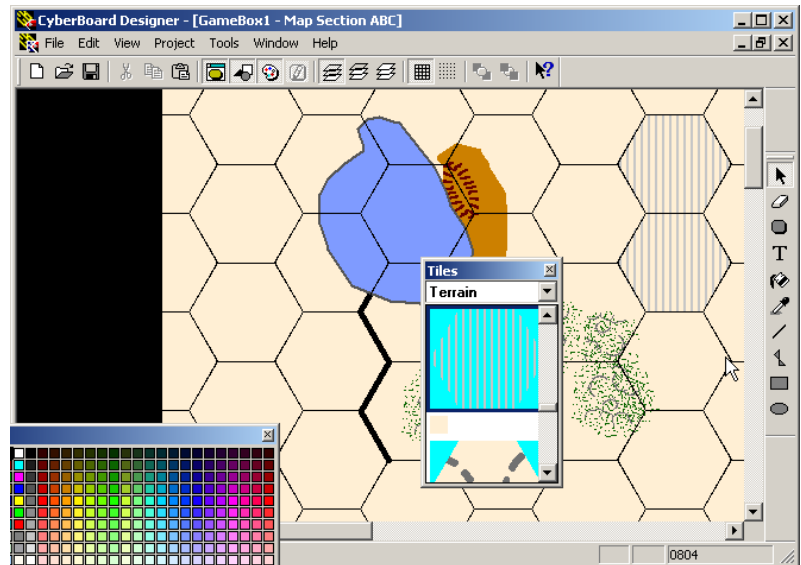 CyberBoard Designer - [GameBox1 - Map Section ABC]
File Edit View Project Tools Window Help
Tiles
Terrain
T
0804